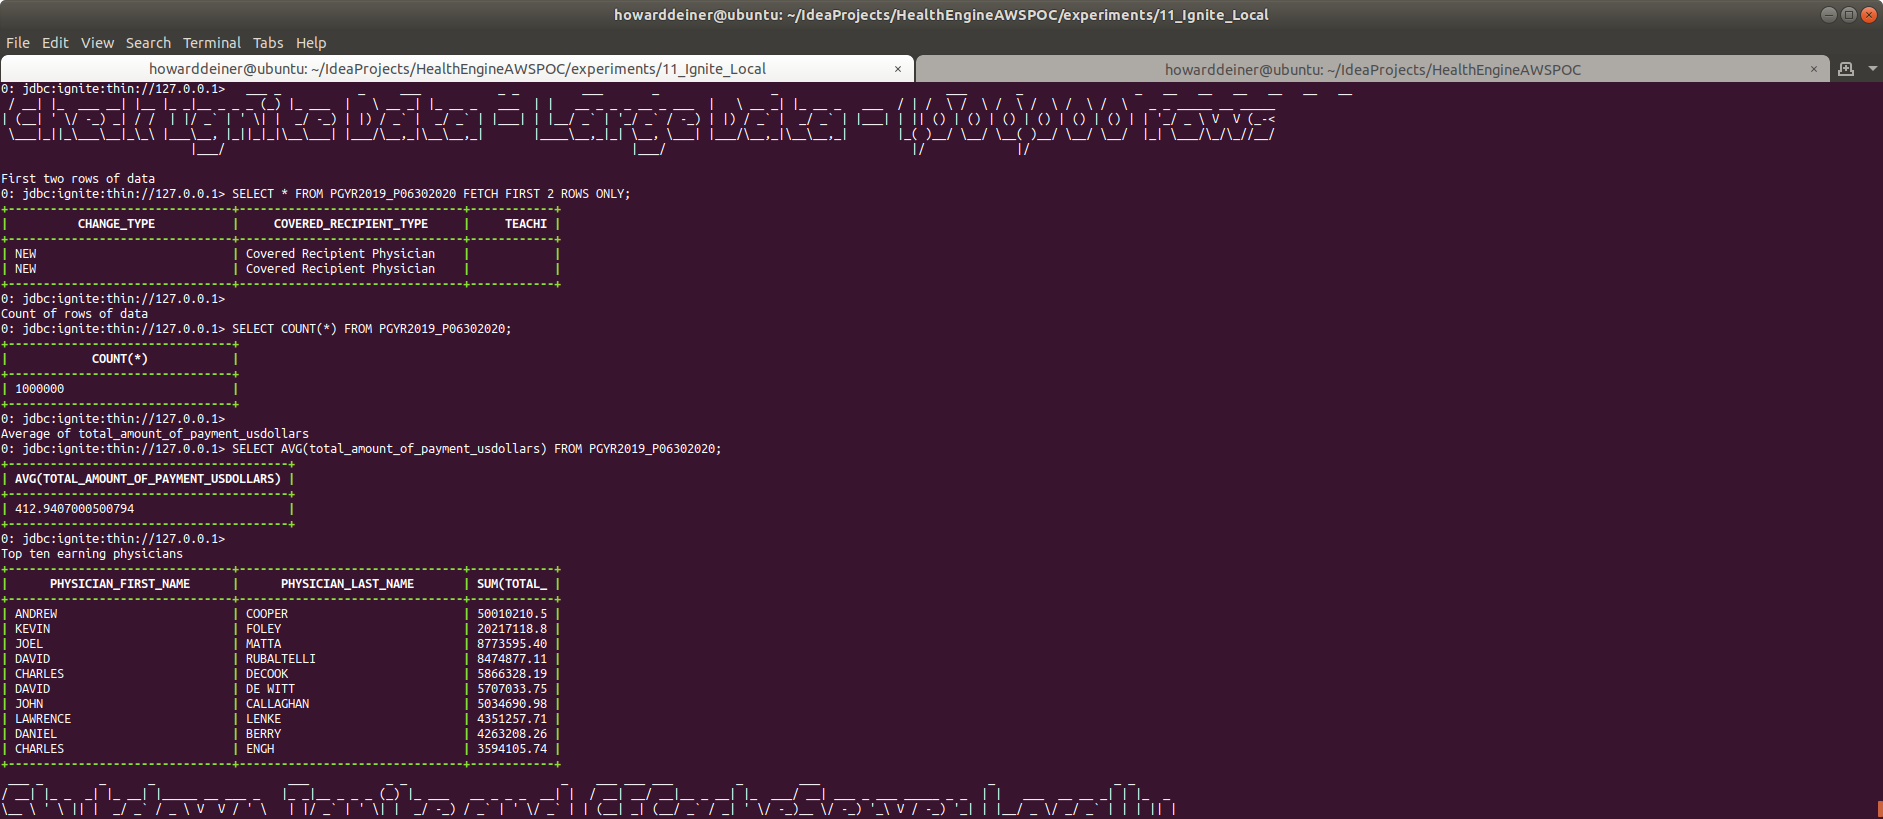 howarddeiner@ubuntu: ~/IdeaProjects/HealthEngineAWSPOC/experiments/11_Ignite_Local
File Edit View Search Terminal Tabs Help
howarddeiner@ubuntu: ~/IdeaProjects/HealthEngineAWSPOC/experiments/11_Ignite_Local × howarddeiner@ubuntu: ~/IdeaProjects/HealthEngineAWSPOC ×
0: jdbc:ignite:thin://127.0.0.1>
First two rows of data
0: jdbc:ignite:thin://127.0.0.1> SELECT * FROM PGYR2019_P06302020 FETCH FIRST 2 ROWS ONLY;
| CHANGE_TYPE | COVERED_RECIPIENT_TYPE | TEACHI |
| NEW | Covered Recipient Physician | |
| NEW | Covered Recipient Physician | |
0: jdbc:ignite:thin://127.0.0.1>
Count of rows of data
0: jdbc:ignite:thin://127.0.0.1> SELECT COUNT(*) FROM PGYR2019_P06302020;
| COUNT(*) |
| 1000000 |
0: jdbc:ignite:thin://127.0.0.1>
Average of total_amount_of_payment_usdollars
0: jdbc:ignite:thin://127.0.0.1> SELECT AVG(total_amount_of_payment_usdollars) FROM PGYR2019_P06302020;
| AVG(TOTAL_AMOUNT_OF_PAYMENT_USDOLLARS) |
| 412.9407000500794 |
0: jdbc:ignite:thin://127.0.0.1>
Top ten earning physicians
| PHYSICIAN_FIRST_NAME | PHYSICIAN_LAST_NAME | SUM(TOTAL_ |
| ANDREW | COOPER | 50010210.5 |
| KEVIN | FOLEY | 20217118.8 |
| JOEL | MATTA | 8773595.40 |
| DAVID | RUBALTELLI | 8474877.11 |
| CHARLES | DECOOK | 5866328.19 |
| DAVID | DE WITT | 5707033.75 |
| JOHN | CALLAGHAN | 5034690.98 |
| LAWRENCE | LENKE | 4351257.71 |
| DANIEL | BERRY | 4263208.26 |
| CHARLES | ENGH | 3594105.74 |